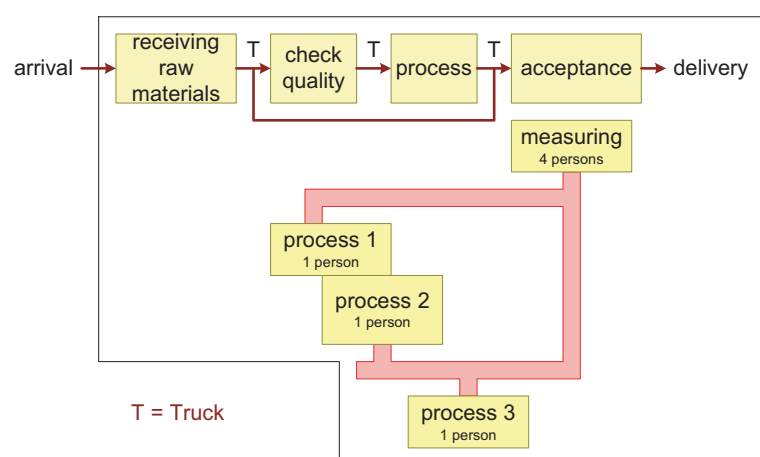 arrival
receiving
raw
materials
T
check
quality
T
process
T
acceptance
delivery
measuring
4 persons
process 1
1 person
process 2
1 person
process 3
1 person
T = Truck